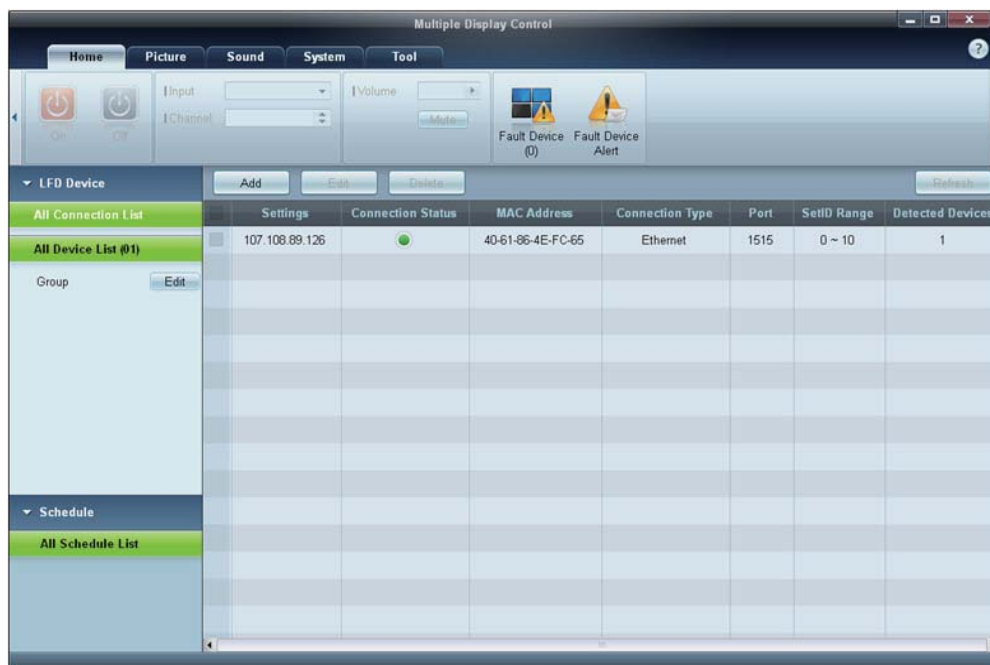 Multiple Display Control
Home Picture Sound System Tool
On Off
Input
Channel
Volume
Mute
Fault Device
(0)
Fault Device
Alert
LFD Device
All Connection List
All Device List (01)
Group Edit
Schedule
All Schedule List
Add Edit Delete Refresh
Settings Connection Status MAC Address Connection Type Port SetID Range Detected Devices
107.108.89.126 40-61-86-4E-FC-65 Ethernet 1515 0 ~ 10 1